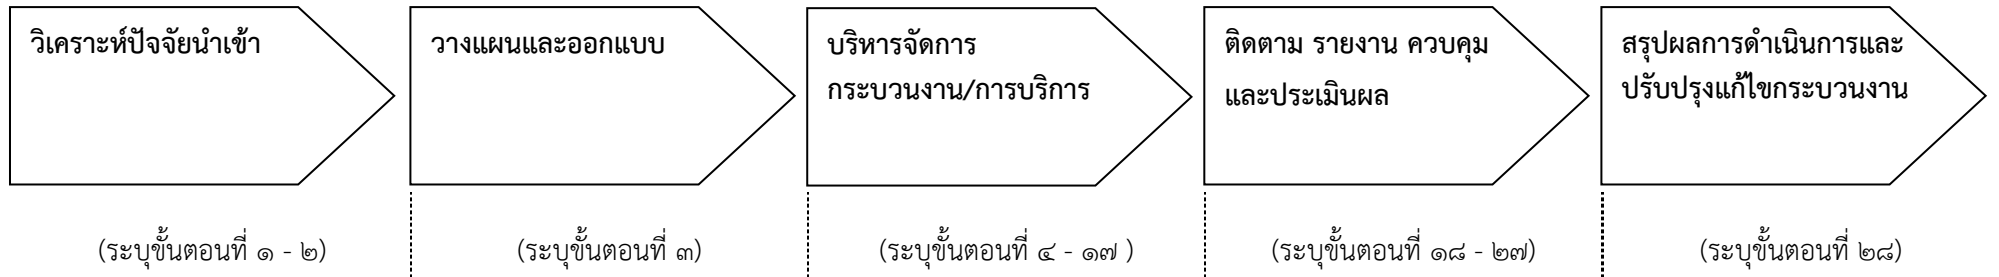 วิเคราะห์ปัจจัยนำเข้า
วางแผนและออกแบบ
บริหารจัดการ
กระบวนงาน/การบริการ
ติดตาม รายงาน ควบคุม
และประเมินผล
สรุปผลการดำเนินการและ
ปรับปรุงแก้ไขกระบวนงาน
(ระบุขั้นตอนที่ ๑ - ๒)
(ระบุขั้นตอนที่ ๓)
(ระบุขั้นตอนที่ ๔ - ๑๗ )
(ระบุขั้นตอนที่ ๑๘ - ๒๗)
(ระบุขั้นตอนที่ ๒๘)